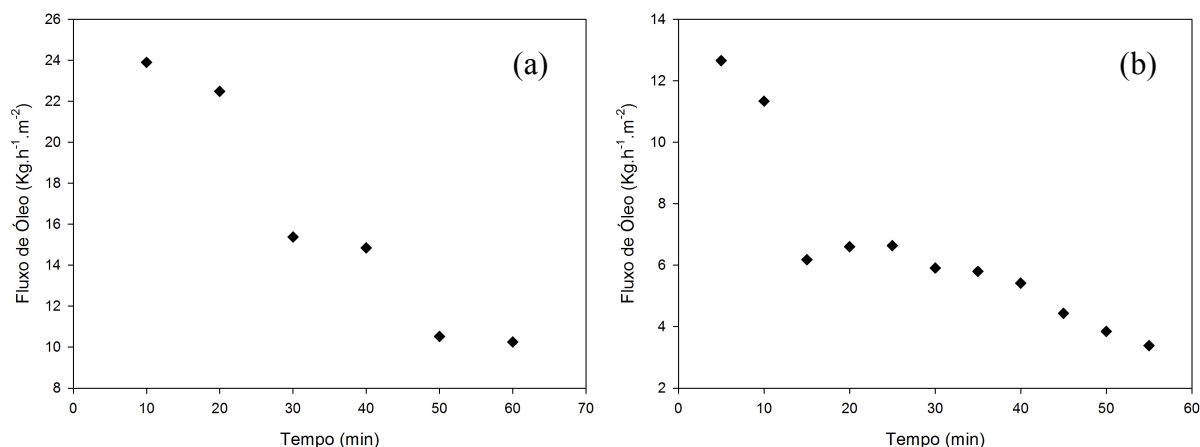 26
24
22
20
18
16
14
12
10
8
0 10 20 30 40 50 60 70
Fluxo de Óleo (Kg.h⁻¹.m⁻²)
Tempo (min)
(a)
14
12
10
8
6
4
2
0 10 20 30 40 50 60
Fluxo de Óleo (Kg.h⁻¹.m⁻²)
Tempo (min)
(b)